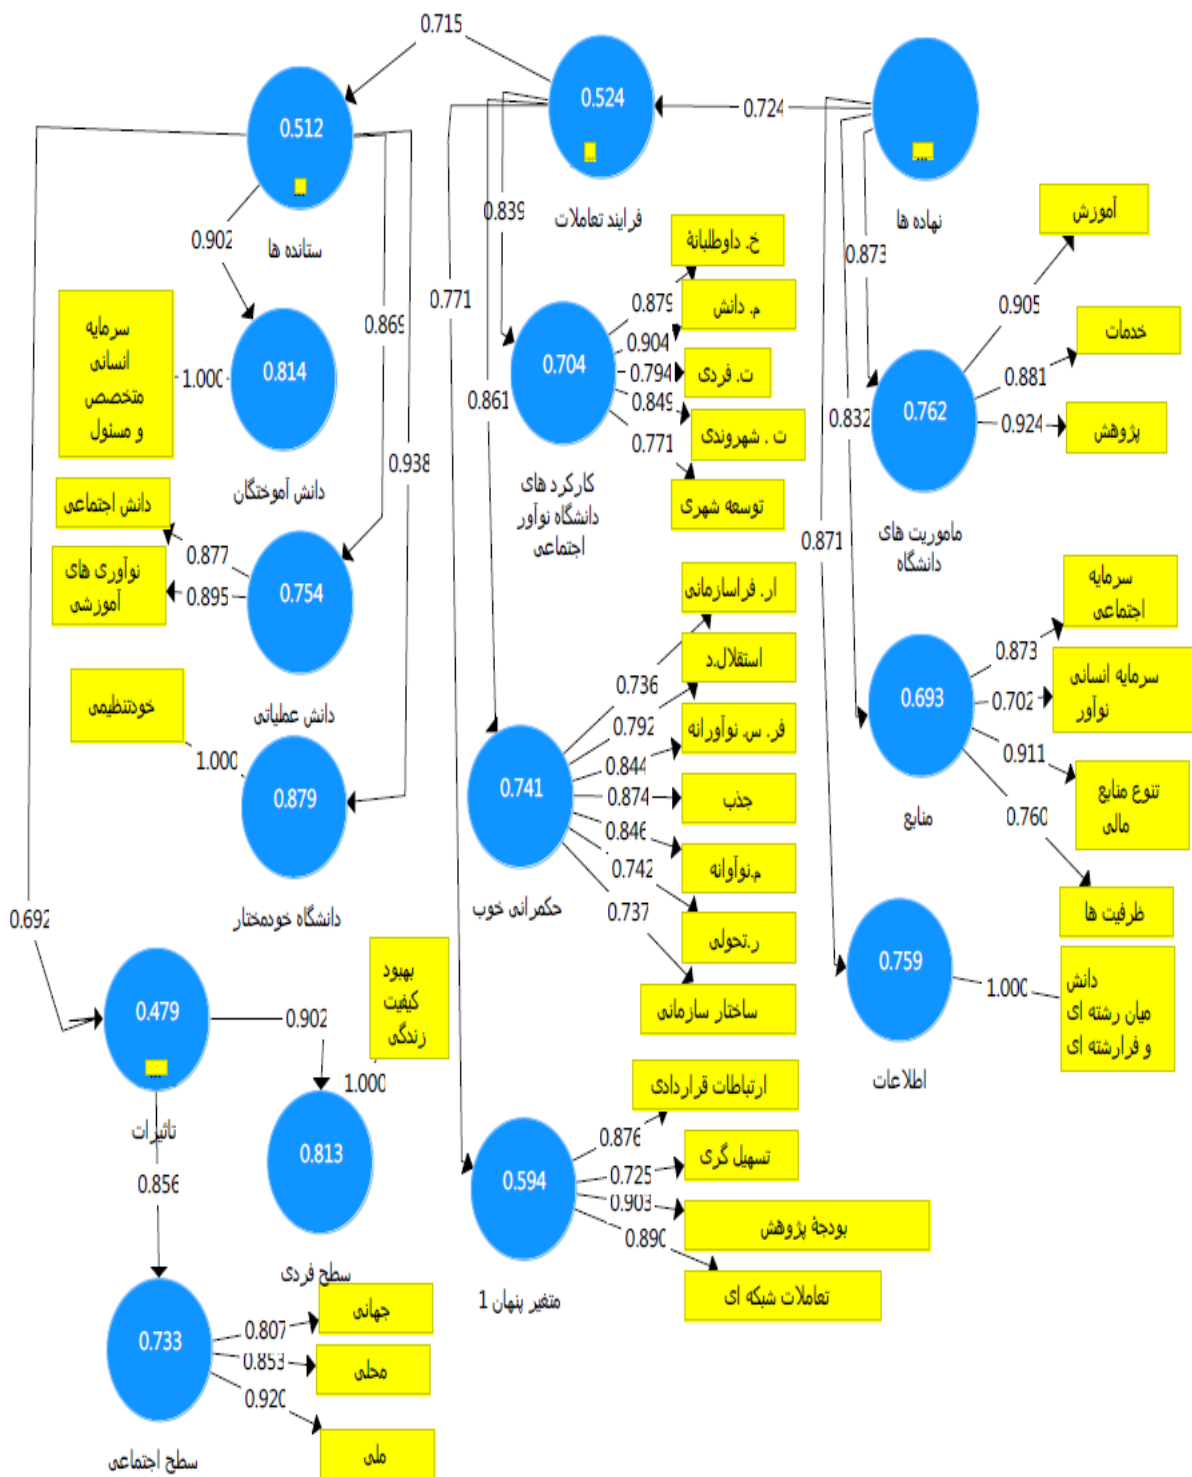 0.715
0.512
...
ستانده ها
0.524
...
فرایند تعاملات
0.724
...
نهاده ها
0.902
0.869
0.938
0.692
0.839
0.861
0.771
0.873
0.832
0.871
سرمایه
انسانی
متخصص
و مسئول
1.000
0.814
دانش آموختگان
دانش اجتماعی
0.877
نوآوری های
آموزشی
0.895
0.754
دانش عملیاتی
خودتنظیمی
1.000
0.879
دانشگاه خودمختار
0.479
...
تاثیرات
0.902
0.856
بهبود
کیفیت
زندگی
1.000
0.813
سطح فردی
0.733
سطح اجتماعی
0.807
جهانی
0.853
محلی
0.920
ملی
0.704
کارکرد های
دانشگاه نوآور
اجتماعی
0.879
خ. داوطلبانهٔ
0.904
م. دانش
0.794
ت. فردی
0.849
ت . شهروندی
0.771
توسعه شهری
0.741
حکمرانی خوب
0.736
ار. فراسازمانی
0.792
استقلال.د
0.844
فر. س. نوآورانه
0.874
جذب
0.846
م.نوآوانه
0.742
ر.تحولی
0.737
ساختار سازمانی
0.594
متغیر پنهان 1
0.876
ارتباطات قراردادی
0.725
تسهیل گری
0.903
بودجهٔ پژوهش
0.890
تعاملات شبکه ای
0.762
ماموریت های
دانشگاه
0.905
آموزش
0.881
خدمات
0.924
پژوهش
0.693
منابع
0.873
سرمایه
اجتماعی
0.702
سرمایه انسانی
نوآور
0.911
تنوع منابع
مالی
0.760
ظرفیت ها
0.759
اطلاعات
1.000
دانش
میان رشته ای
و فرارشته ای